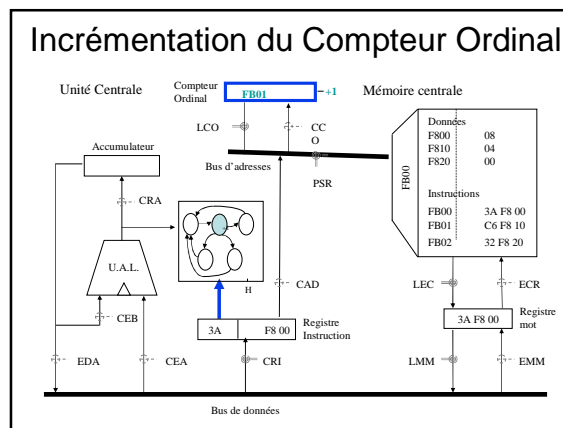 Incrémentation du Compteur Ordinal
Unité Centrale
Compteur
Ordinal
FB01
+1
Mémoire centrale
LCO
CC
O
Bus d'adresses
PSR
FB00
Données
F800 08
F810 04
F820 00
Instructions
FB00 3A F8 00
FB01 C6 F8 10
FB02 32 F8 20
Accumulateur
CRA
U.A.L.
H
CAD
LEC
ECR
CEB
3A F8 00
Registre
Instruction
3A F8 00
Registre
mot
EDA
CEA
CRI
LMM
EMM
Bus de données